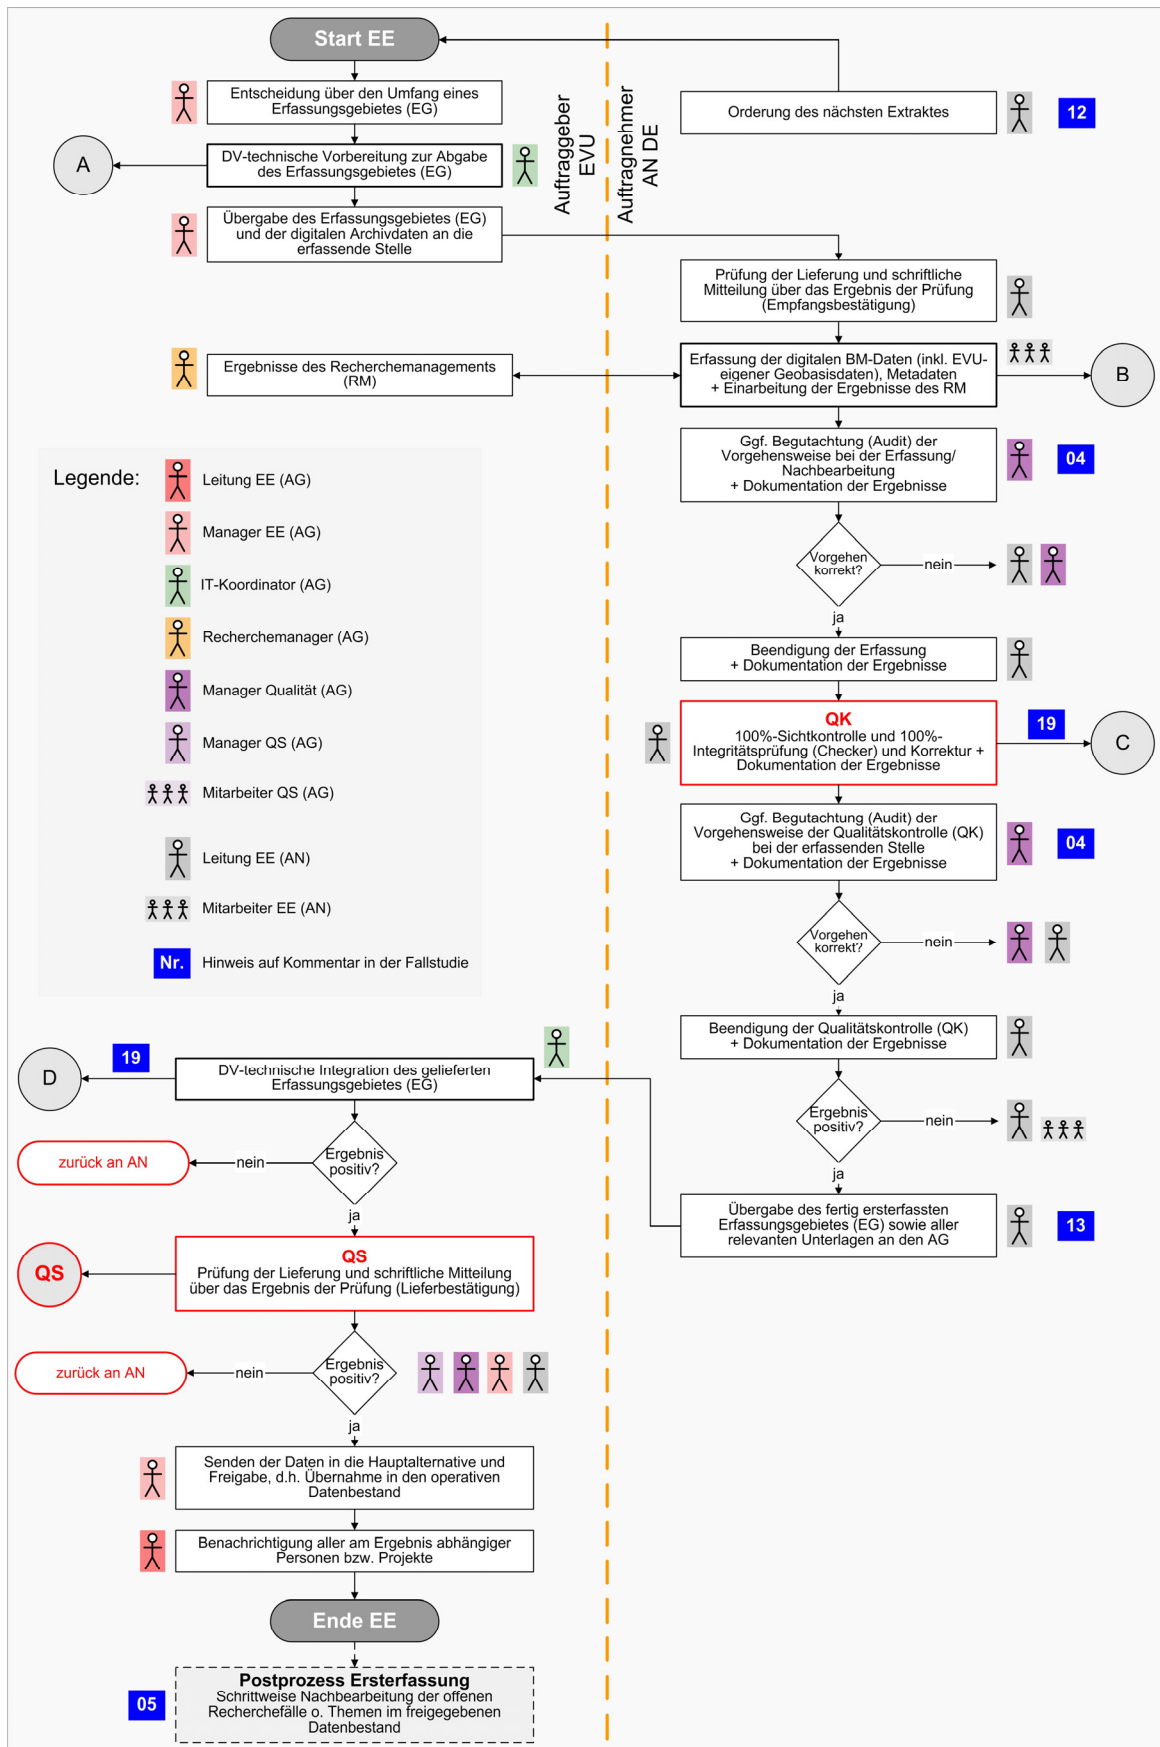 Start EE
Entscheidung über den Umfang eines
Erfassungsgebietes (EG)
A
DV-technische Vorbereitung zur Abgabe
des Erfassungsgebietes (EG)
Übergabe des Erfassungsgebietes (EG)
und der digitalen Archivdaten an die
erfassende Stelle
Auftraggeber
EVU
Auftragnehmer
AN DE
Orderung des nächsten Extraktes
12
Prüfung der Lieferung und schriftliche
Mitteilung über das Ergebnis der Prüfung
(Empfangsbestätigung)
Ergebnisse des Recherchemanagements
(RM)
Erfassung der digitalen BM-Daten (inkl. EVU-
eigener Geobasisdaten), Metadaten
+ Einarbeitung der Ergebnisse des RM
B
Ggf. Begutachtung (Audit) der
Vorgehensweise bei der Erfassung/
Nachbearbeitung
+ Dokumentation der Ergebnisse
04
Vorgehen
korrekt?
nein
ja
Beendigung der Erfassung
+ Dokumentation der Ergebnisse
QK
100%-Sichtkontrolle und 100%-
Integritätsprüfung (Checker) und Korrektur +
Dokumentation der Ergebnisse
19
C
Ggf. Begutachtung (Audit) der
Vorgehensweise der Qualitätskontrolle (QK)
bei der erfassenden Stelle
+ Dokumentation der Ergebnisse
04
Vorgehen
korrekt?
nein
ja
Beendigung der Qualitätskontrolle (QK)
+ Dokumentation der Ergebnisse
Ergebnis
positiv?
nein
ja
Übergabe des fertig ersterfassten
Erfassungsgebietes (EG) sowie aller
relevanten Unterlagen an den AG
13
Legende:
Leitung EE (AG)
Manager EE (AG)
IT-Koordinator (AG)
Recherchemanager (AG)
Manager Qualität (AG)
Manager QS (AG)
Mitarbeiter QS (AG)
Leitung EE (AN)
Mitarbeiter EE (AN)
Nr.
Hinweis auf Kommentar in der Fallstudie
D
19
DV-technische Integration des gelieferten
Erfassungsgebietes (EG)
Ergebnis
positiv?
nein
zurück an AN
ja
QS
QS
Prüfung der Lieferung und schriftliche Mitteilung
über das Ergebnis der Prüfung (Lieferbestätigung)
Ergebnis
positiv?
nein
zurück an AN
ja
Senden der Daten in die Hauptalternative und
Freigabe, d.h. Übernahme in den operativen
Datenbestand
Benachrichtigung aller am Ergebnis abhängiger
Personen bzw. Projekte
Ende EE
05
Postprozess Ersterfassung
Schrittweise Nachbearbeitung der offenen
Recherchefälle o. Themen im freigegebenen
Datenbestand